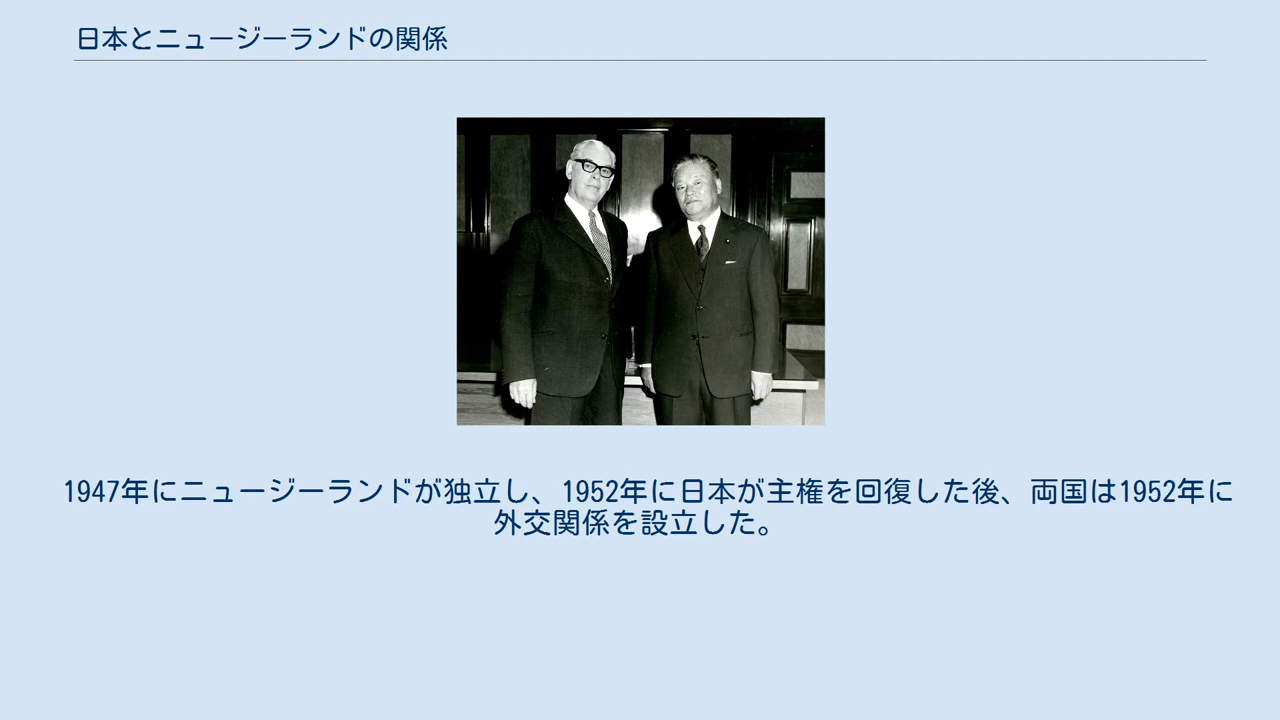 日本とニュージーランドの関係
1947年にニュージーランドが独立し、1952年に日本が主権を回復した後、両国は1952年に
外交関係を設立した。